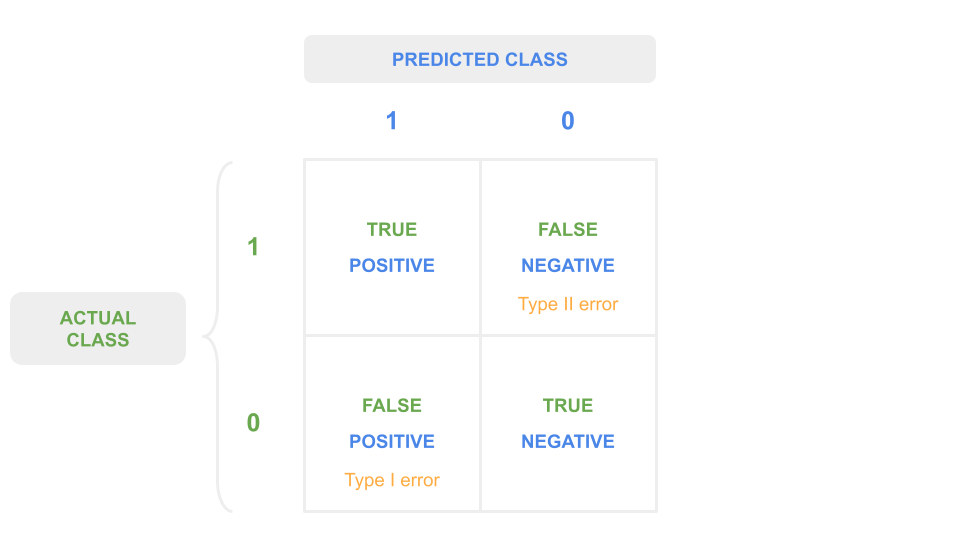 PREDICTED CLASS
1 0
1
TRUE
POSITIVE
FALSE
NEGATIVE
Type II error
ACTUAL
CLASS
0
FALSE
POSITIVE
Type I error
TRUE
NEGATIVE